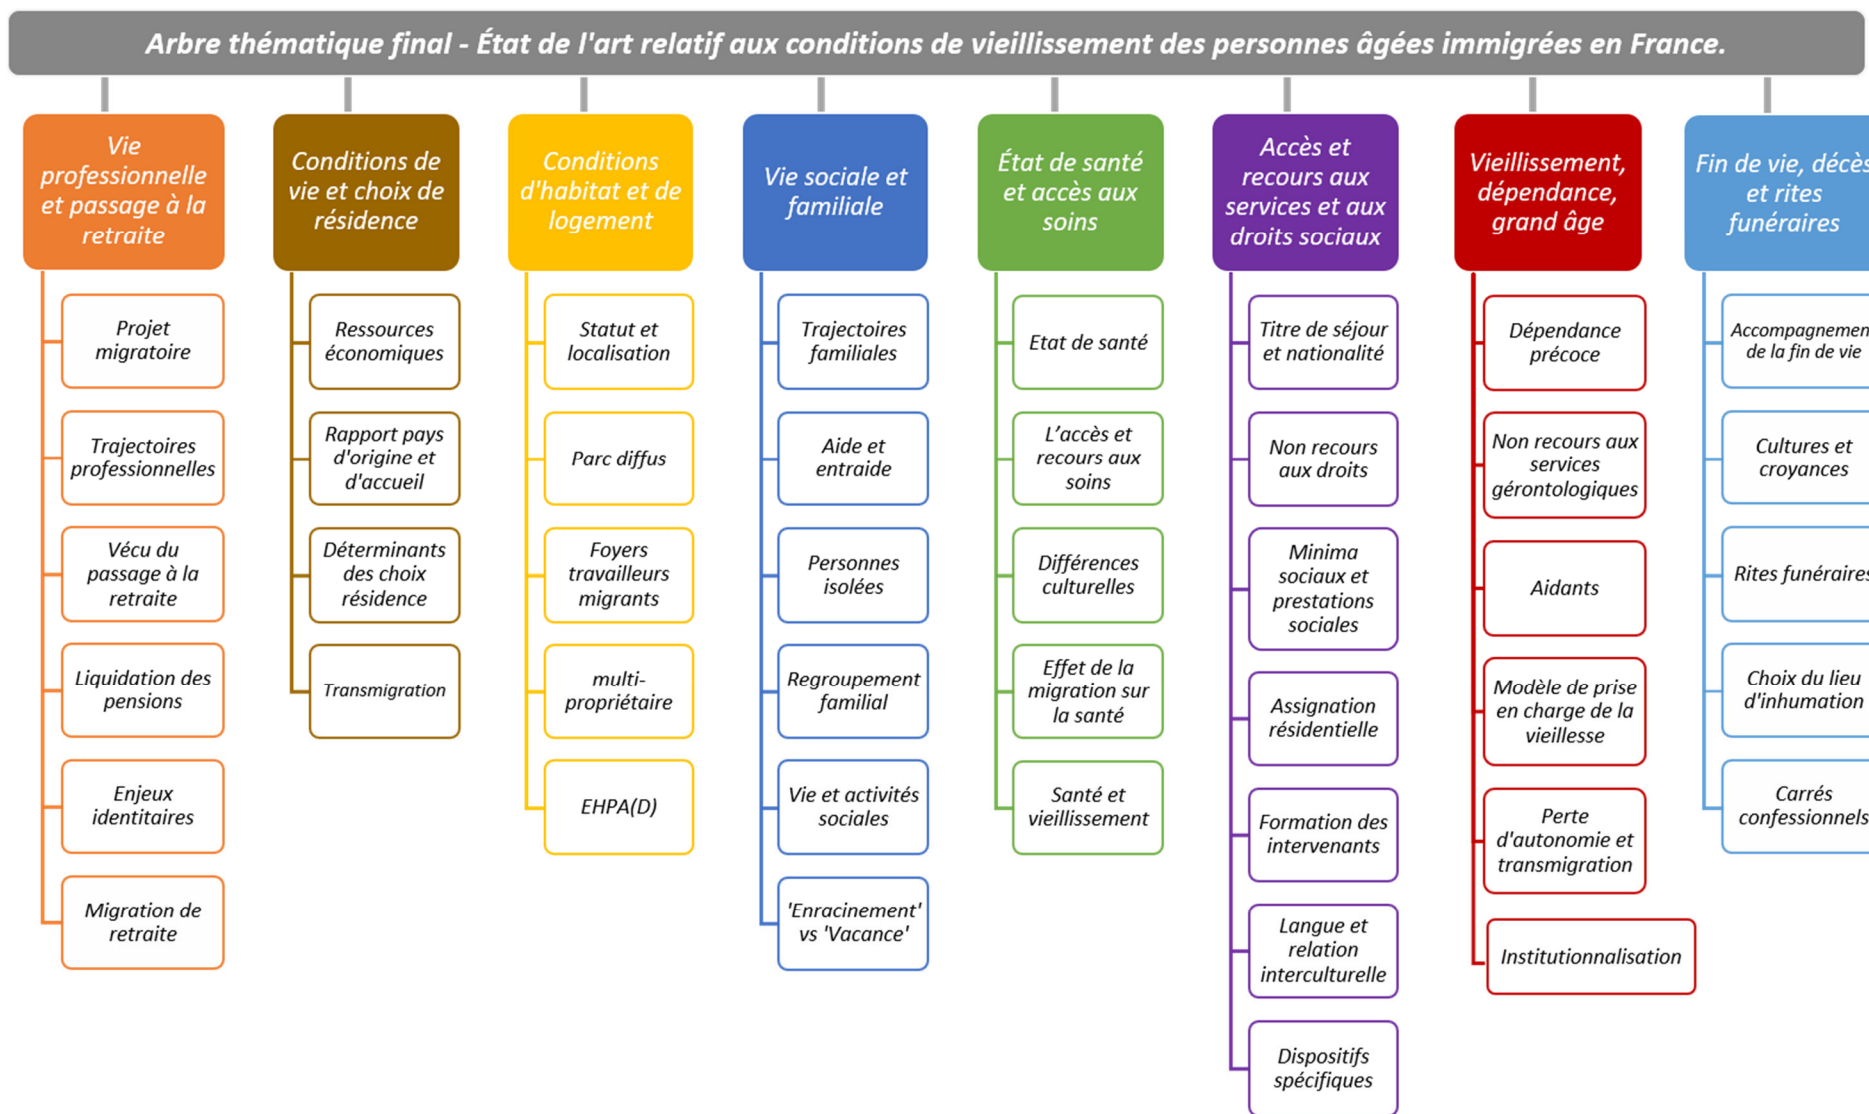 Arbre thématique final - État de l'art relatif aux conditions de vieillissement des personnes âgées immigrées en France.
Vie
professionnelle
et passage à la
retraite
Projet
migratoire
Trajectoires
professionnelles
Vécu du
passage à la
retraite
Liquidation des
pensions
Enjeux
identitaires
Migration de
retraite
Conditions de
vie et choix de
résidence
Ressources
économiques
Rapport pays
d'origine et
d'accueil
Déterminants
des choix
résidence
Transmigration
Conditions
d'habitat et de
logement
Statut et
localisation
Parc diffus
Foyers
travailleurs
migrants
multi-
propriétaire
EHPA(D)
Vie sociale et
familiale
Trajectoires
familiales
Aide et
entraide
Personnes
isolées
Regroupement
familial
Vie et activités
sociales
'Enracinement'
vs 'Vacance'
État de santé
et accès aux
soins
Etat de santé
L'accès et
recours aux
soins
Différences
culturelles
Effet de la
migration sur
la santé
Santé et
vieillissement
Accès et
recours aux
services et aux
droits sociaux
Titre de séjour
et nationalité
Non recours
aux droits
Minima
sociaux et
prestations
sociales
Assignation
résidentielle
Formation des
intervenants
Langue et
relation
interculturelle
Dispositifs
spécifiques
Vieillissement,
dépendance,
grand âge
Dépendance
précoce
Non recours aux
services
gérontologiques
Aidants
Modèle de prise
en charge de la
vieillesse
Perte
d'autonomie et
transmigration
Institutionnalisation
Fin de vie, décès
et rites
funéraires
Accompagnemen
de la fin de vie
Cultures et
croyances
Rites funéraires
Choix du lieu
d'inhumation
Carrés
confessionnels